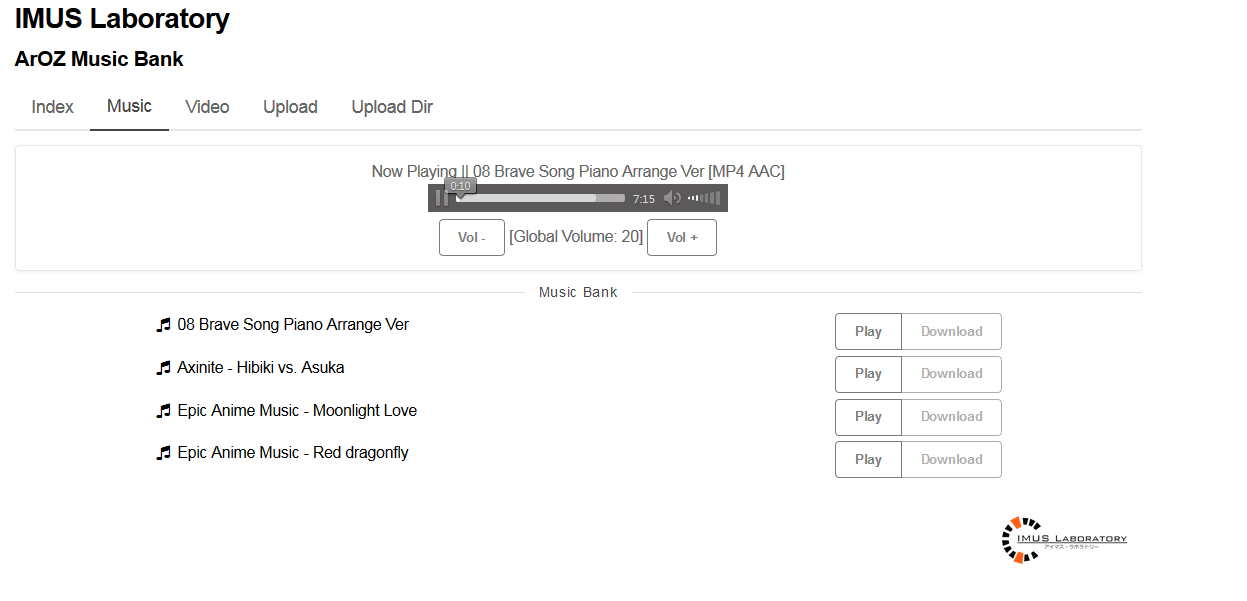 IMUS Laboratory
ArOZ Music Bank
Index Music Video Upload Upload Dir
Now Playing || 08 Brave Song Piano Arrange Ver [MP4 AAC]
0:10
7:15
Vol - [Global Volume: 20] Vol +
Music Bank
08 Brave Song Piano Arrange Ver Play Download
Axinite - Hibiki vs. Asuka Play Download
Epic Anime Music - Moonlight Love Play Download
Epic Anime Music - Red dragonfly Play Download
IMUS LABORATORY
アイマス・ラボラトリー